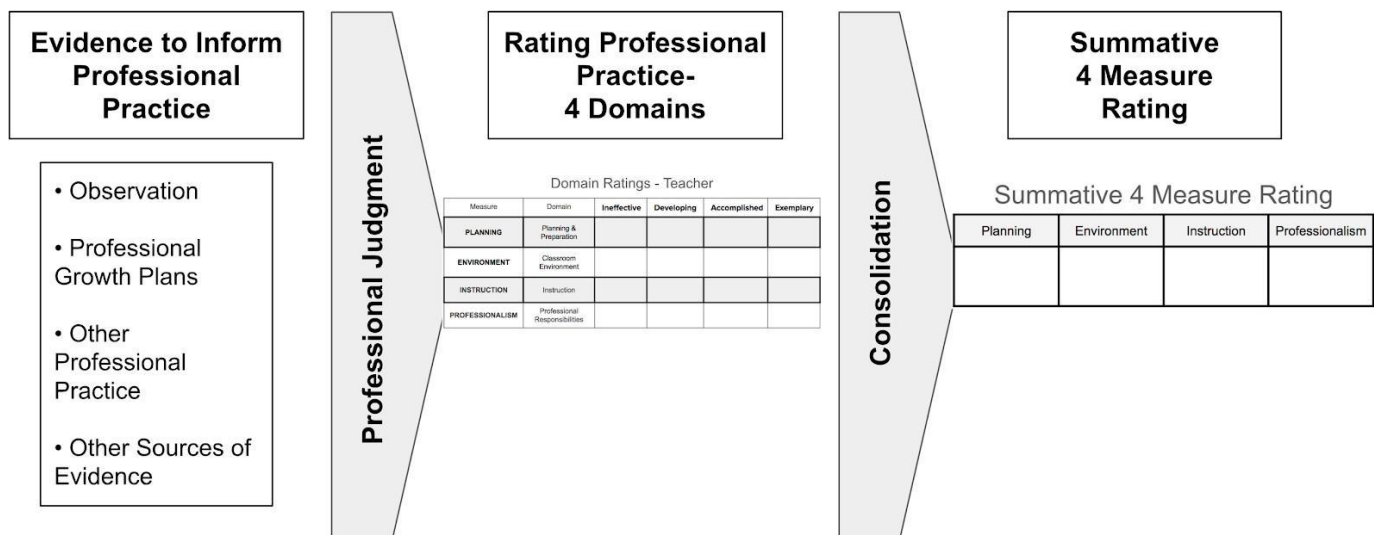 Evidence to Inform
Professional
Practice
• Observation
• Professional
Growth Plans
• Other
Professional
Practice
• Other Sources of
Evidence
Professional Judgment
Rating Professional
Practice-
4 Domains
Domain Ratings - Teacher
Measure Domain Ineffective Developing Accomplished Exemplary
PLANNING Planning &
Preparation
ENVIRONMENT Classroom
Environment
INSTRUCTION Instruction
PROFESSIONALISM Professional
Responsibilities
Consolidation
Summative
4 Measure
Rating
Summative 4 Measure Rating
Planning Environment Instruction Professionalism